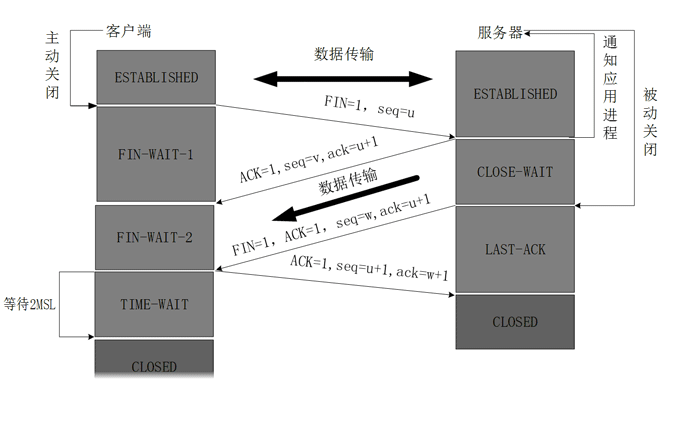 客户端
服务器
主动关闭
数据传输
通知应用进程
被动关闭
ESTABLISHED
ESTABLISHED
FIN=1, seq=u
FIN-WAIT-1
ACK=1,seq=v,ack=u+1
CLOSE-WAIT
数据传输
FIN-WAIT-2
FIN=1, ACK=1, seq=w,ack=u+1
LAST-ACK
ACK=1,seq=u+1,ack=w+1
等待2MSL
TIME-WAIT
CLOSED
CLOSED